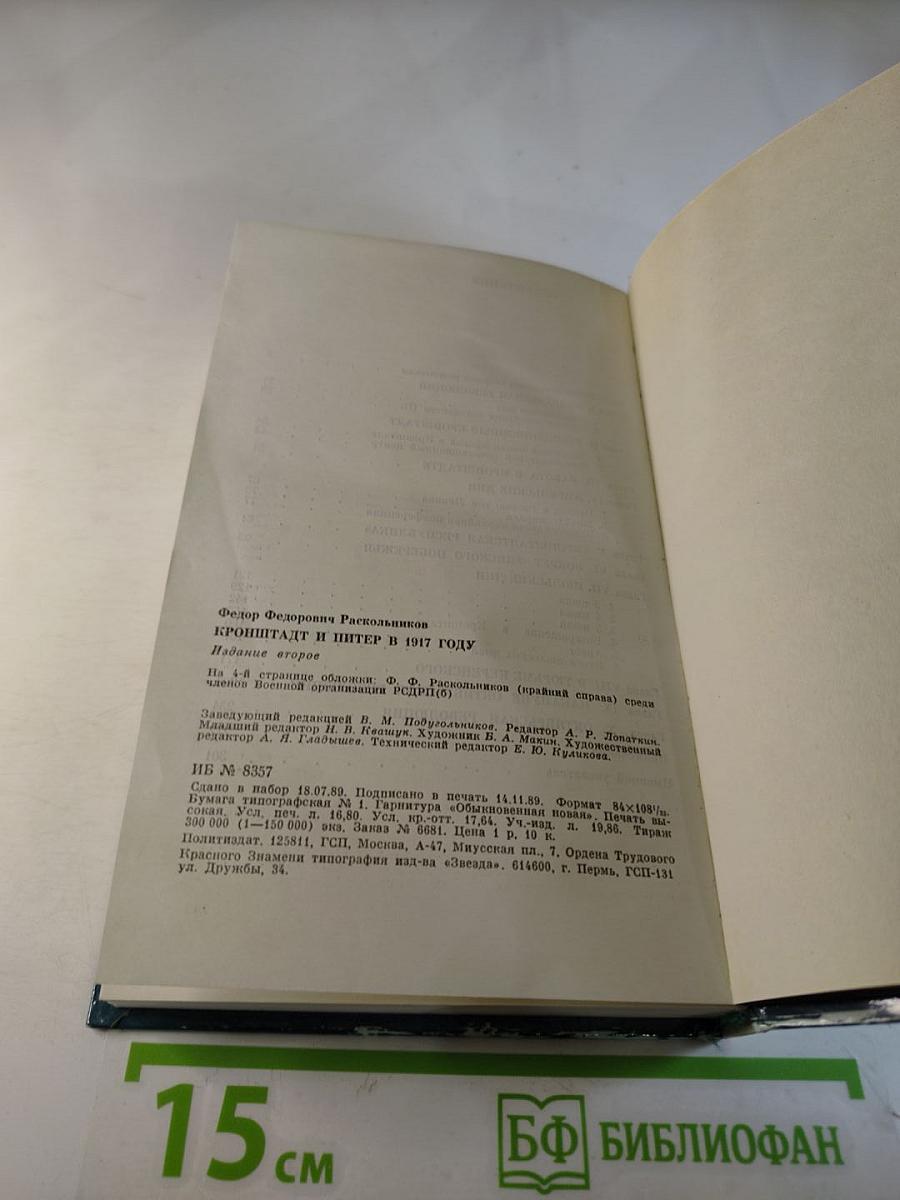 Федор Федорович Раскольников
КРОНШТАДТ И ПИТЕР В 1917 ГОДУ
Издание второе
На 4-й странице обложки: Ф. Ф. Раскольников (крайний справа) среди
членов Военной организации РСДРП(б)
Заведующий редакцией В. М. Подугольников. Редактор А. Р. Лопаткин.
Младший редактор Н. В. Квашук. Художник Б. А. Макин. Художественный
редактор А. Я. Гладышев. Технический редактор Е. Ю. Куликова.
ИБ № 8357
Сдано в набор 18.07.89. Подписано в печать 14.11.89. Формат 84×108¹/₃₂.
Бумага типографская № 1. Гарнитура «Обыкновенная новая». Печать вы-
сокая. Усл. печ. л. 16,80. Усл. кр.-отт. 17,64. Уч.-изд. л. 19,86. Тираж
300 000 (1—150 000) экз. Заказ № 6681. Цена 1 р. 10 к.
Политиздат. 125811, ГСП, Москва, А-47, Миусская пл., 7. Ордена Трудового
Красного Знамени типография изд-ва «Звезда». 614600, г. Пермь, ГСП-131
ул. Дружбы, 34.
15 см
БФ БИБЛИОФАН